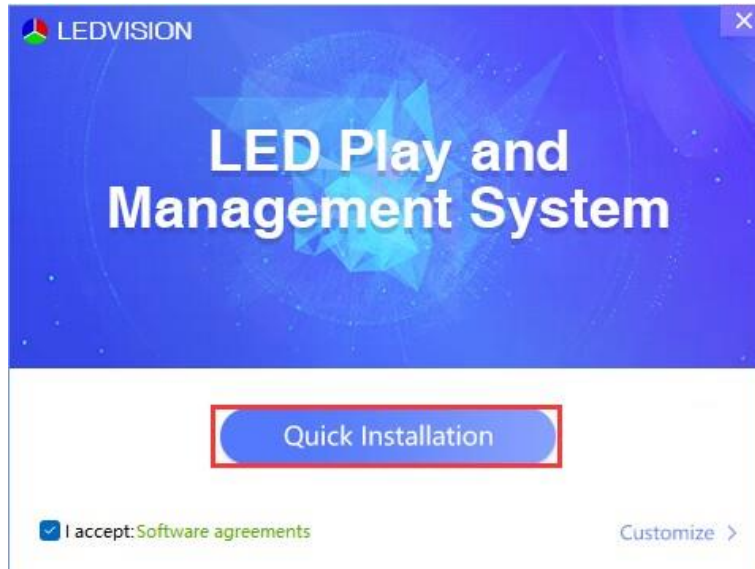 LEDVISION
LED Play and
Management System
Quick Installation
I accept:Software agreements
Customize >